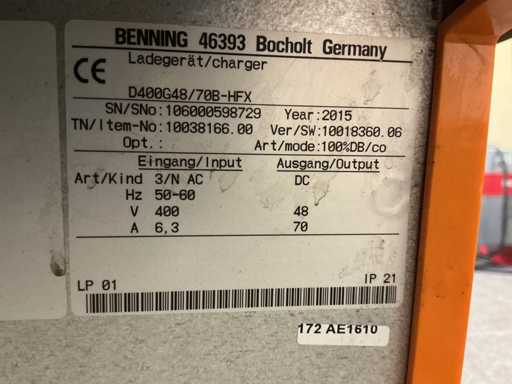 BENNING 46393 Bocholt Germany
CE
Ladegerät/charger
D400G48/70B-HFX
SN/SNo: 106000598729 Year: 2015
TN/Item-No: 10038166.00 Ver/SW: 10018360.06
Opt.: Art/mode: 100%DB/co
Eingang/Input Ausgang/Output
Art/Kind 3/N AC DC
Hz 50-60
V 400 48
A 6,3 70
LP 01 IP 21
172 AE1610